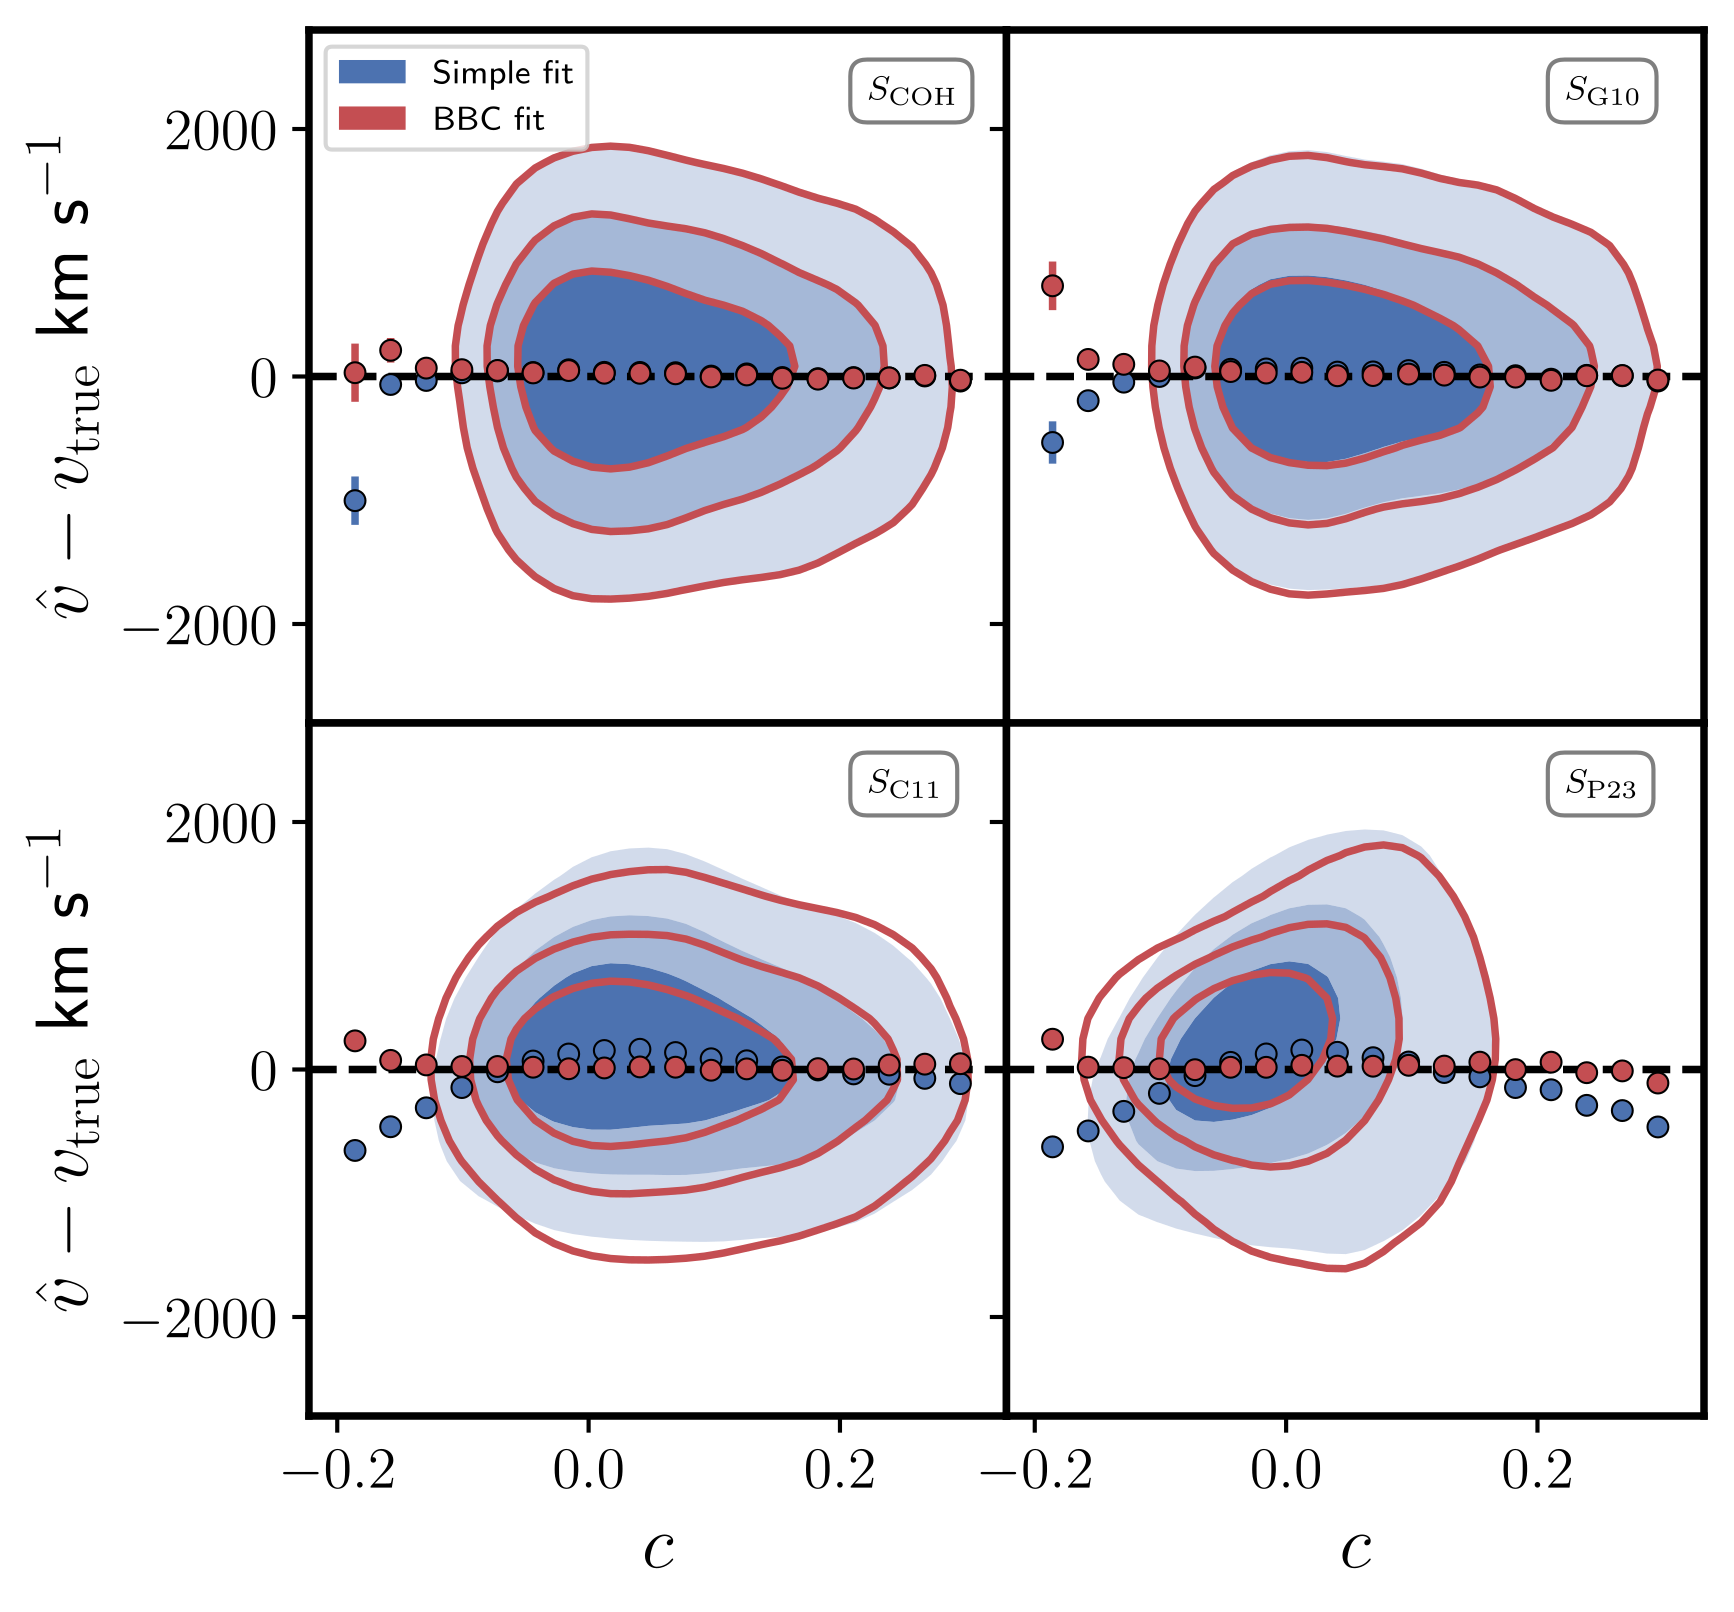 Simple fit
BBC fit
S_COH
S_G10
2000
0
−2000
v̂ − v_true km s⁻¹
S_C11
S_P23
2000
0
−2000
v̂ − v_true km s⁻¹
−0.2 0.0 0.2 −0.2 0.0 0.2
c c